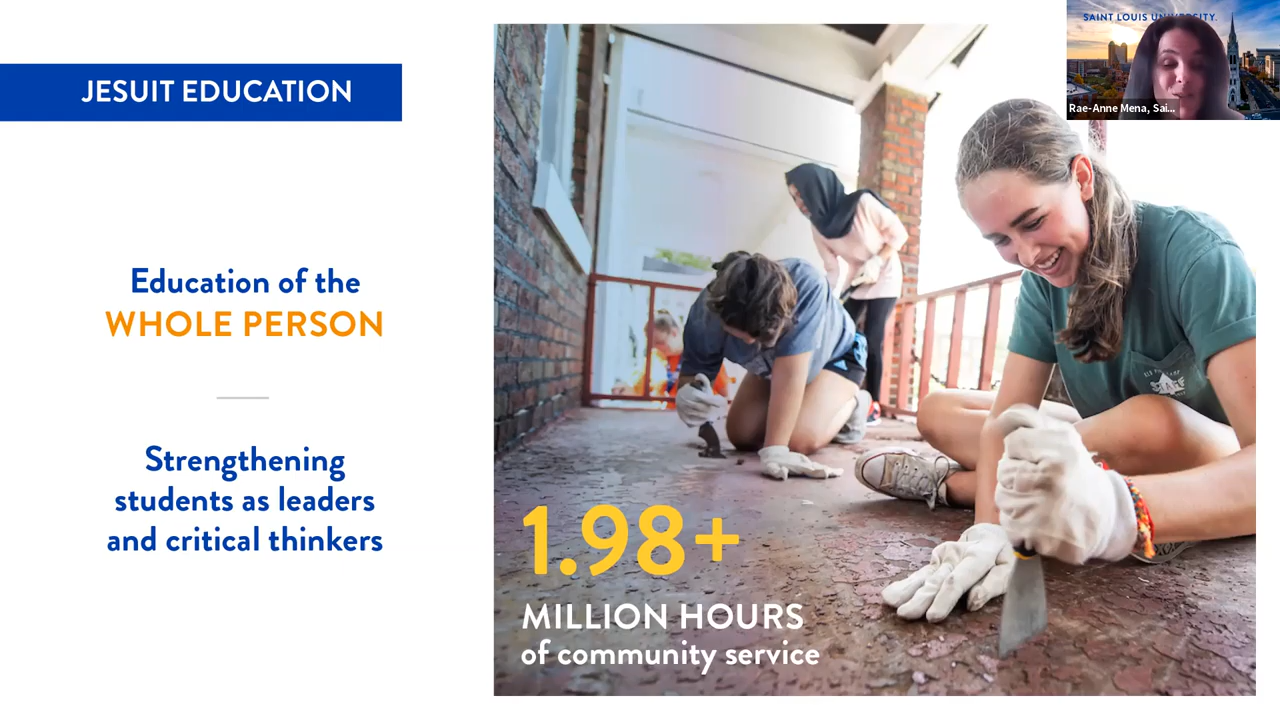 JESUIT EDUCATION
Education of the
WHOLE PERSON
Strengthening
students as leaders
and critical thinkers
1.98+
MILLION HOURS
of community service
SAINT LOUIS UNIVERSITY.
Rae-Anne Mena, Sai...